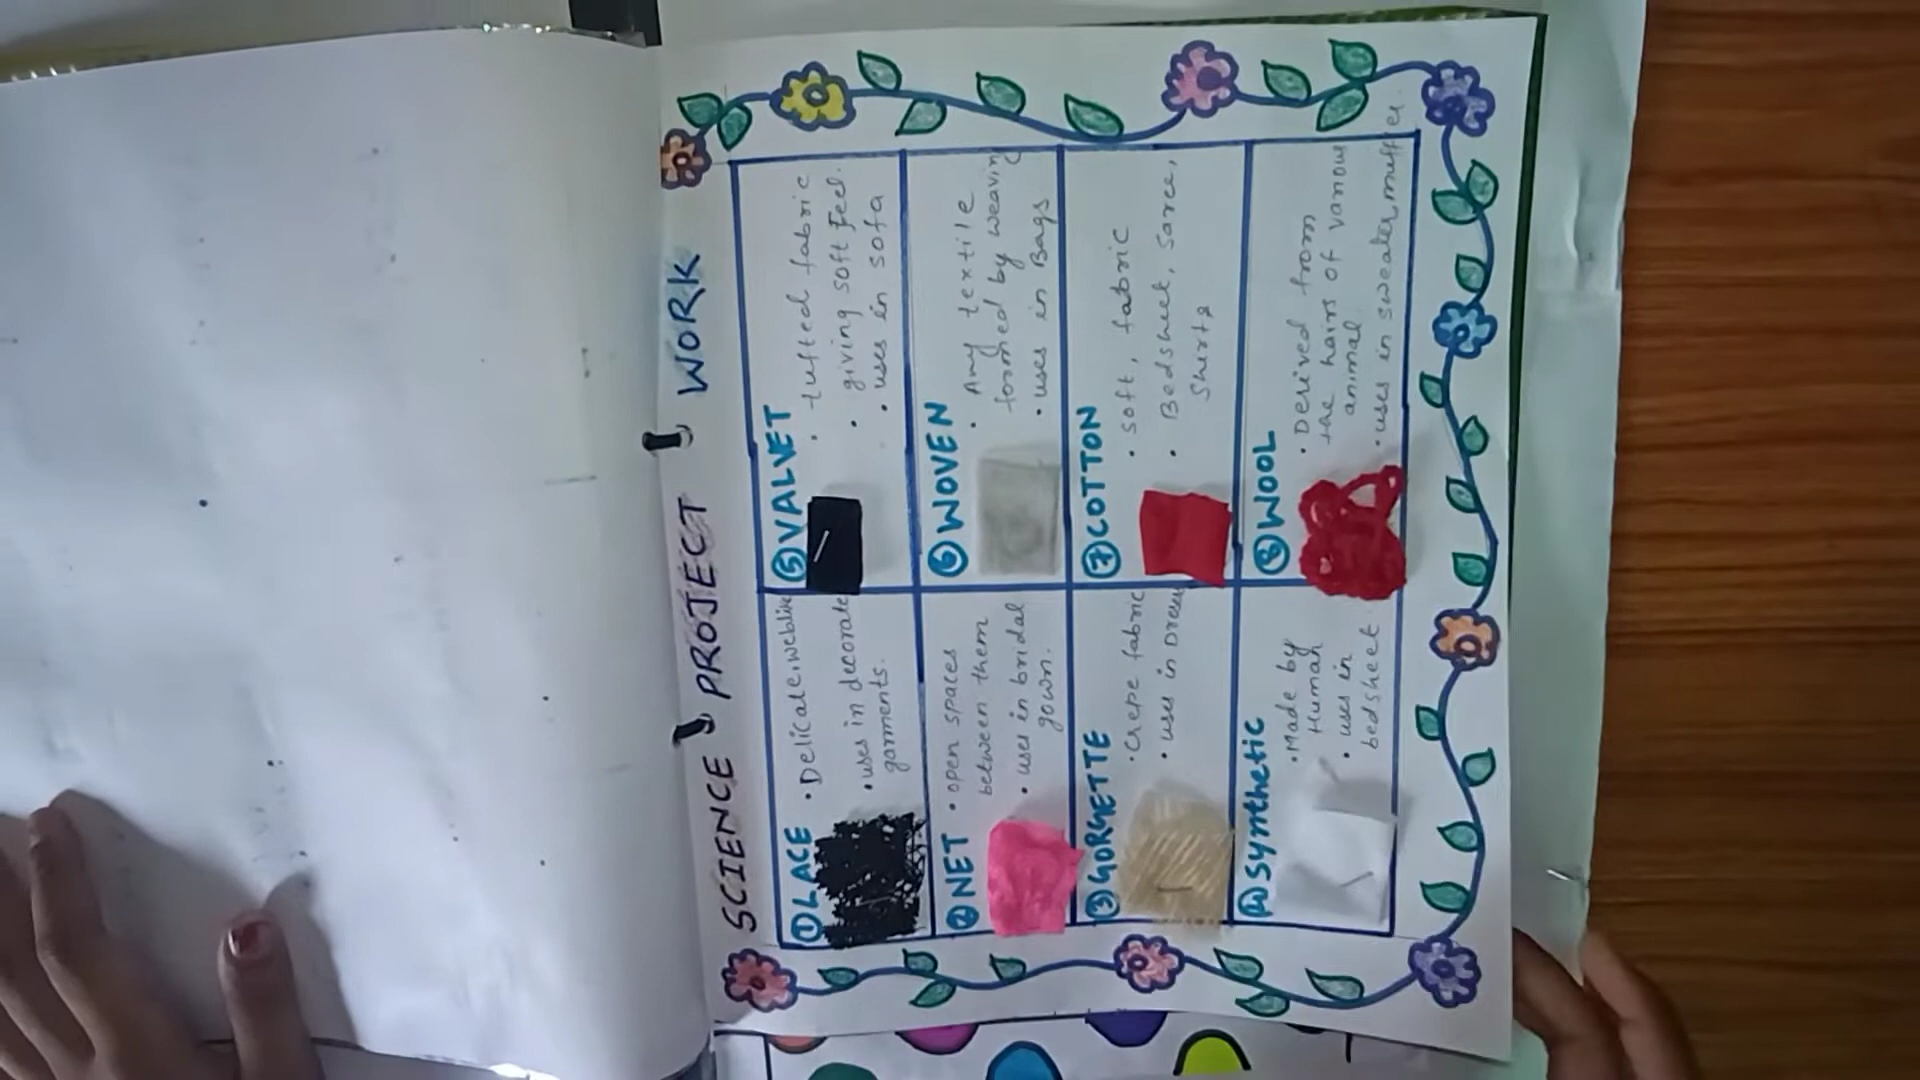 SCIENCE PROJECT WORK
① LACE
• Delicate, weblike
• uses in decorate
garments.
② NET
• open spaces
between them
• uses in bridal
gown.
③ GORGETTE
• Crepe fabric
• uses in Dresses
④ Synthetic
• Made by
Human
• uses in
bedsheet
⑤ VALVET
• tufted fabric
• giving soft feel.
• uses in sofa
⑥ WOVEN
• Any textile
formed by weaving
• uses in Bags
⑦ COTTON
• Soft, fabric
• Bedsheet, Saree,
Shirts
⑧ WOOL
• Derived from
the hairs of various
animal.
• uses in sweater, muffler.